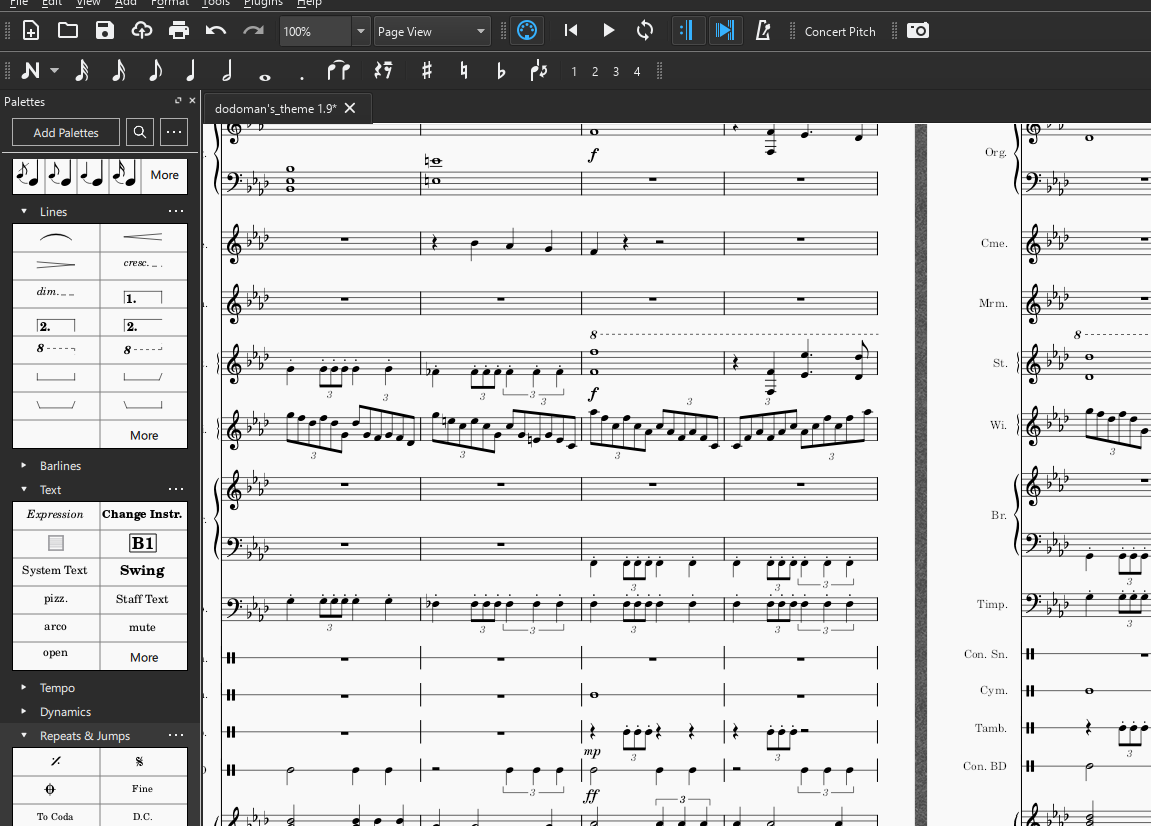 File Edit View Add Format Tools Plugins Help
100% Page View Concert Pitch
1 2 3 4
Palettes
dodoman's_theme 1.9*
Add Palettes
More
Lines
cresc.
dim.
1.
2. 2.
8 8
More
Barlines
Text
Expression Change Instr.
B1
System Text Swing
pizz. Staff Text
arco mute
open More
Tempo
Dynamics
Repeats & Jumps
Fine
To Coda D.C.
f
8
3 3 3 3 f 3
3 3 3 3 3 3
3 3 3
3 3 3 3 3 3
mp 3 3
3 ff 3
3
Org.
Cme.
Mrm.
8
St.
Wi.
3
Br.
3
Timp.
3
Con. Sn.
Cym.
Tamb.
3
Con. BD